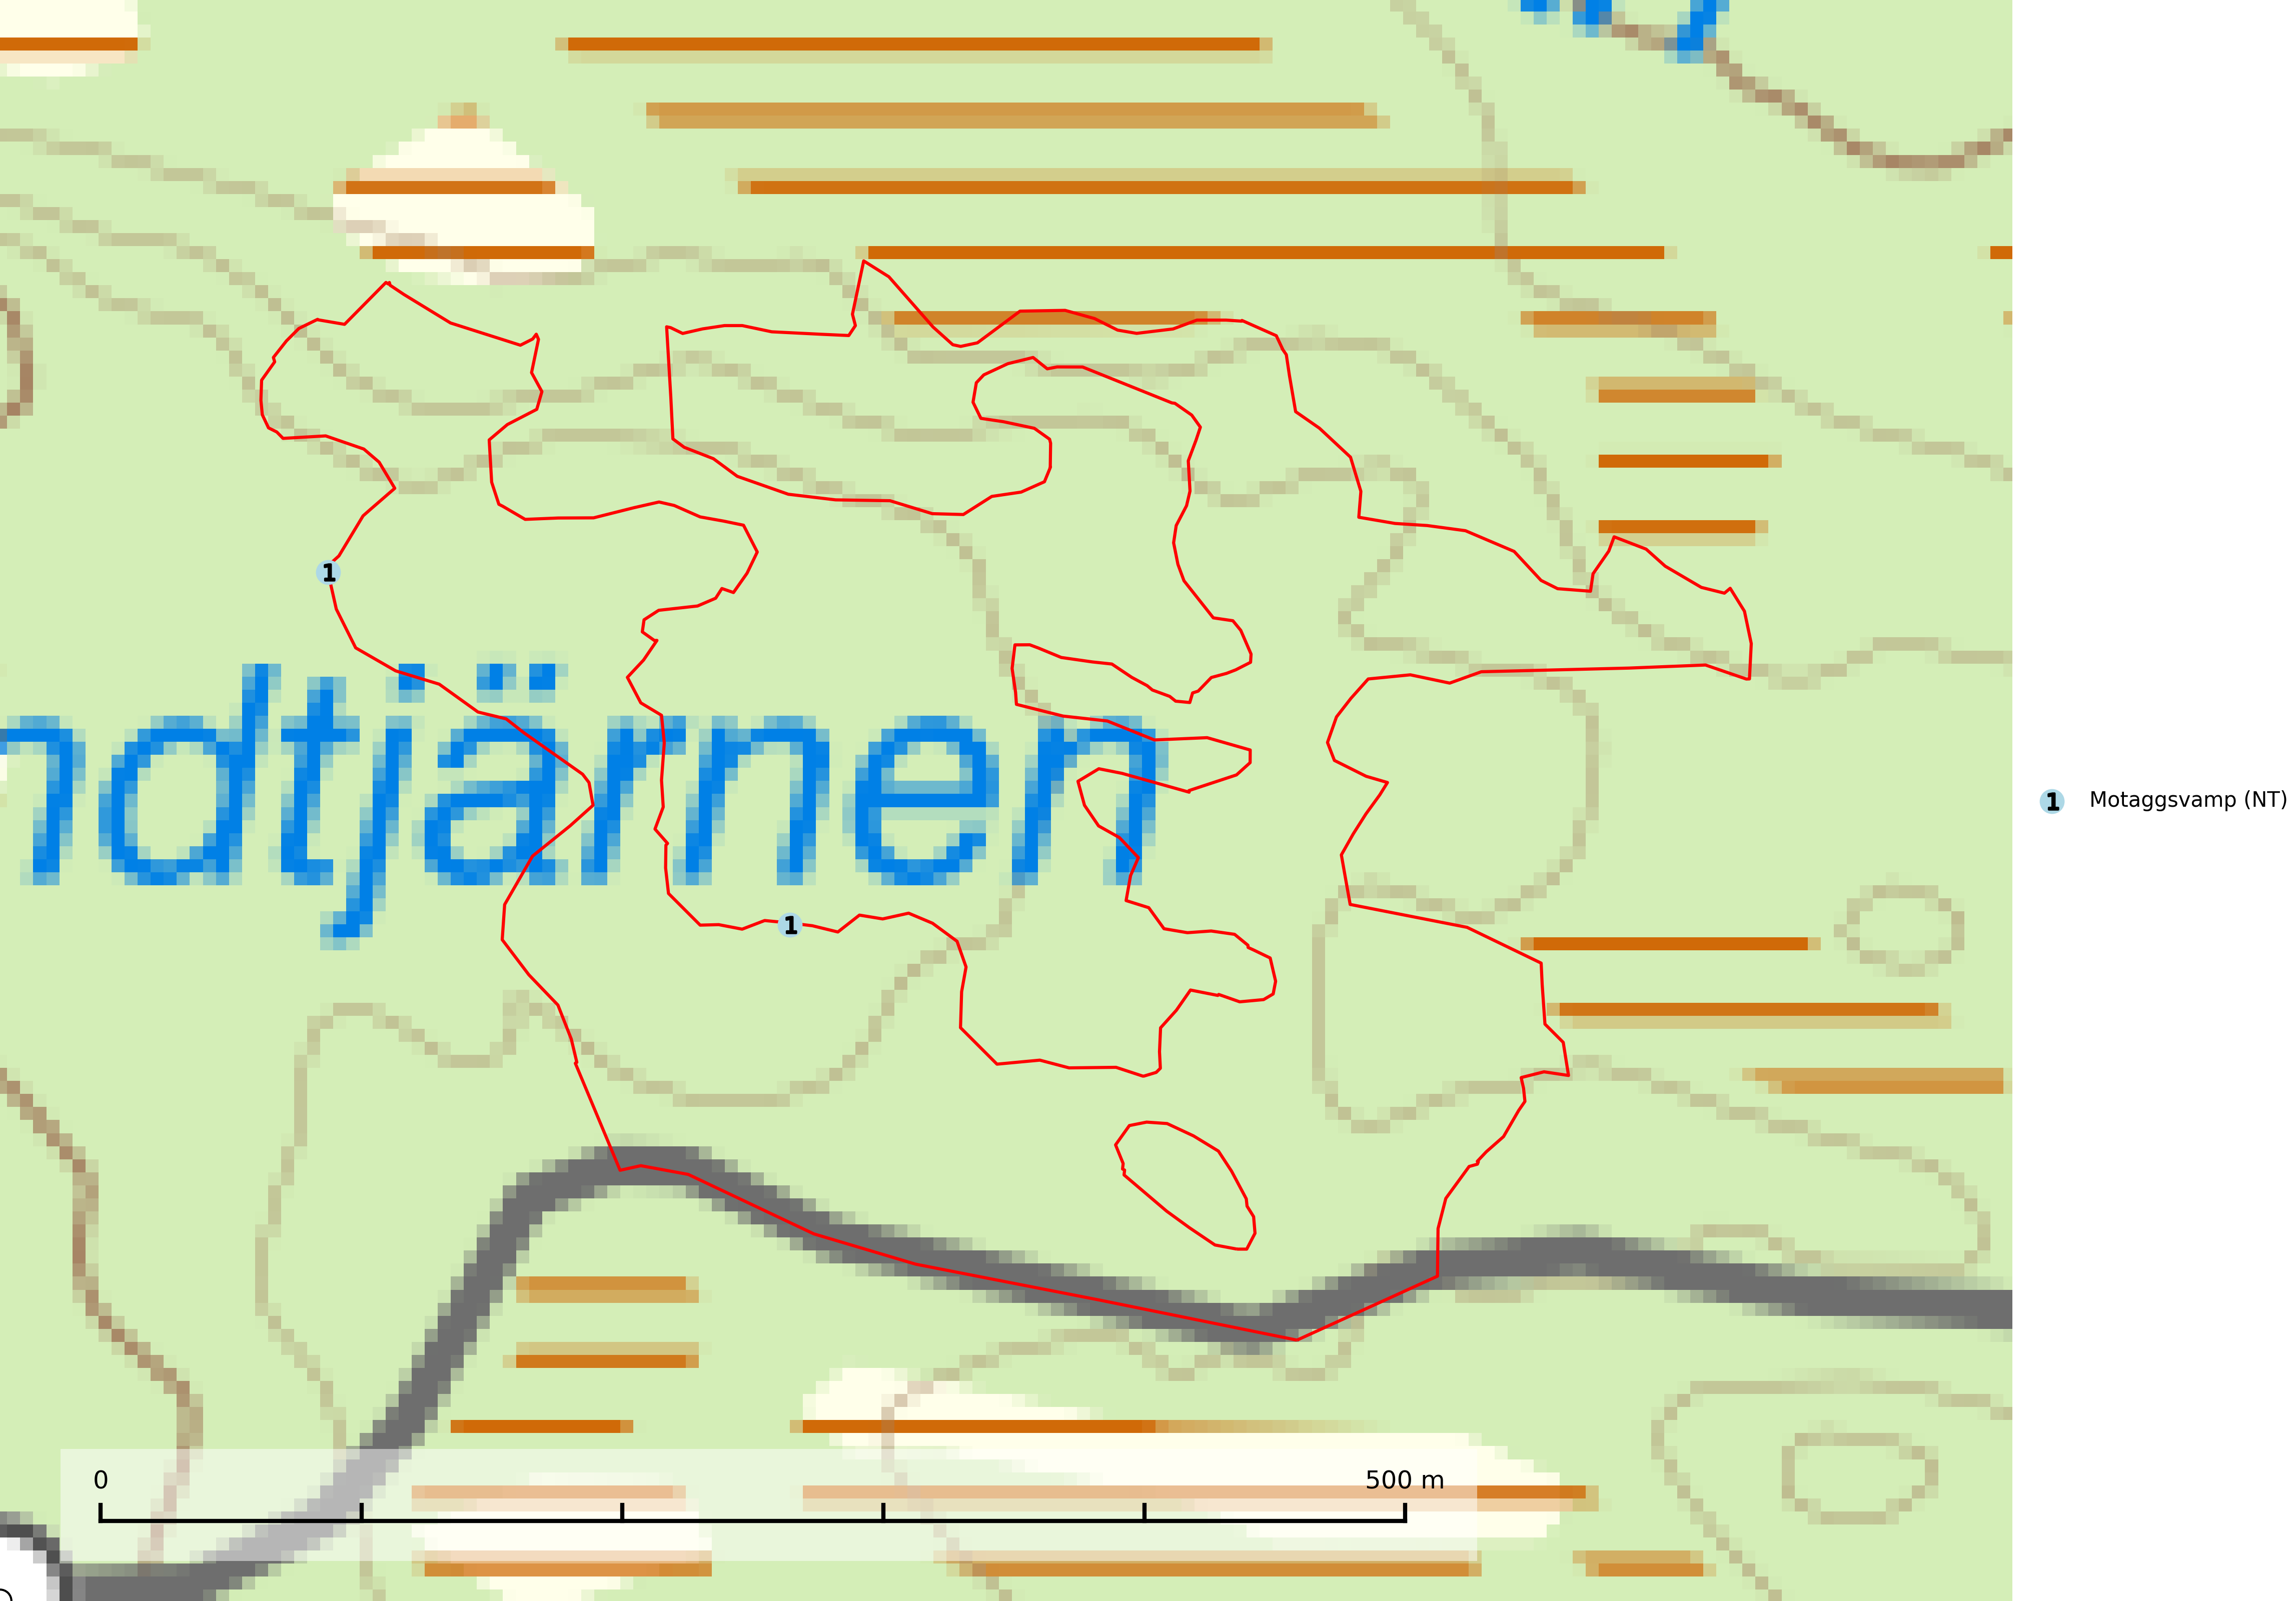 1
ndtjärnen
1
1 Motaggsvamp (NT)
0 500 m